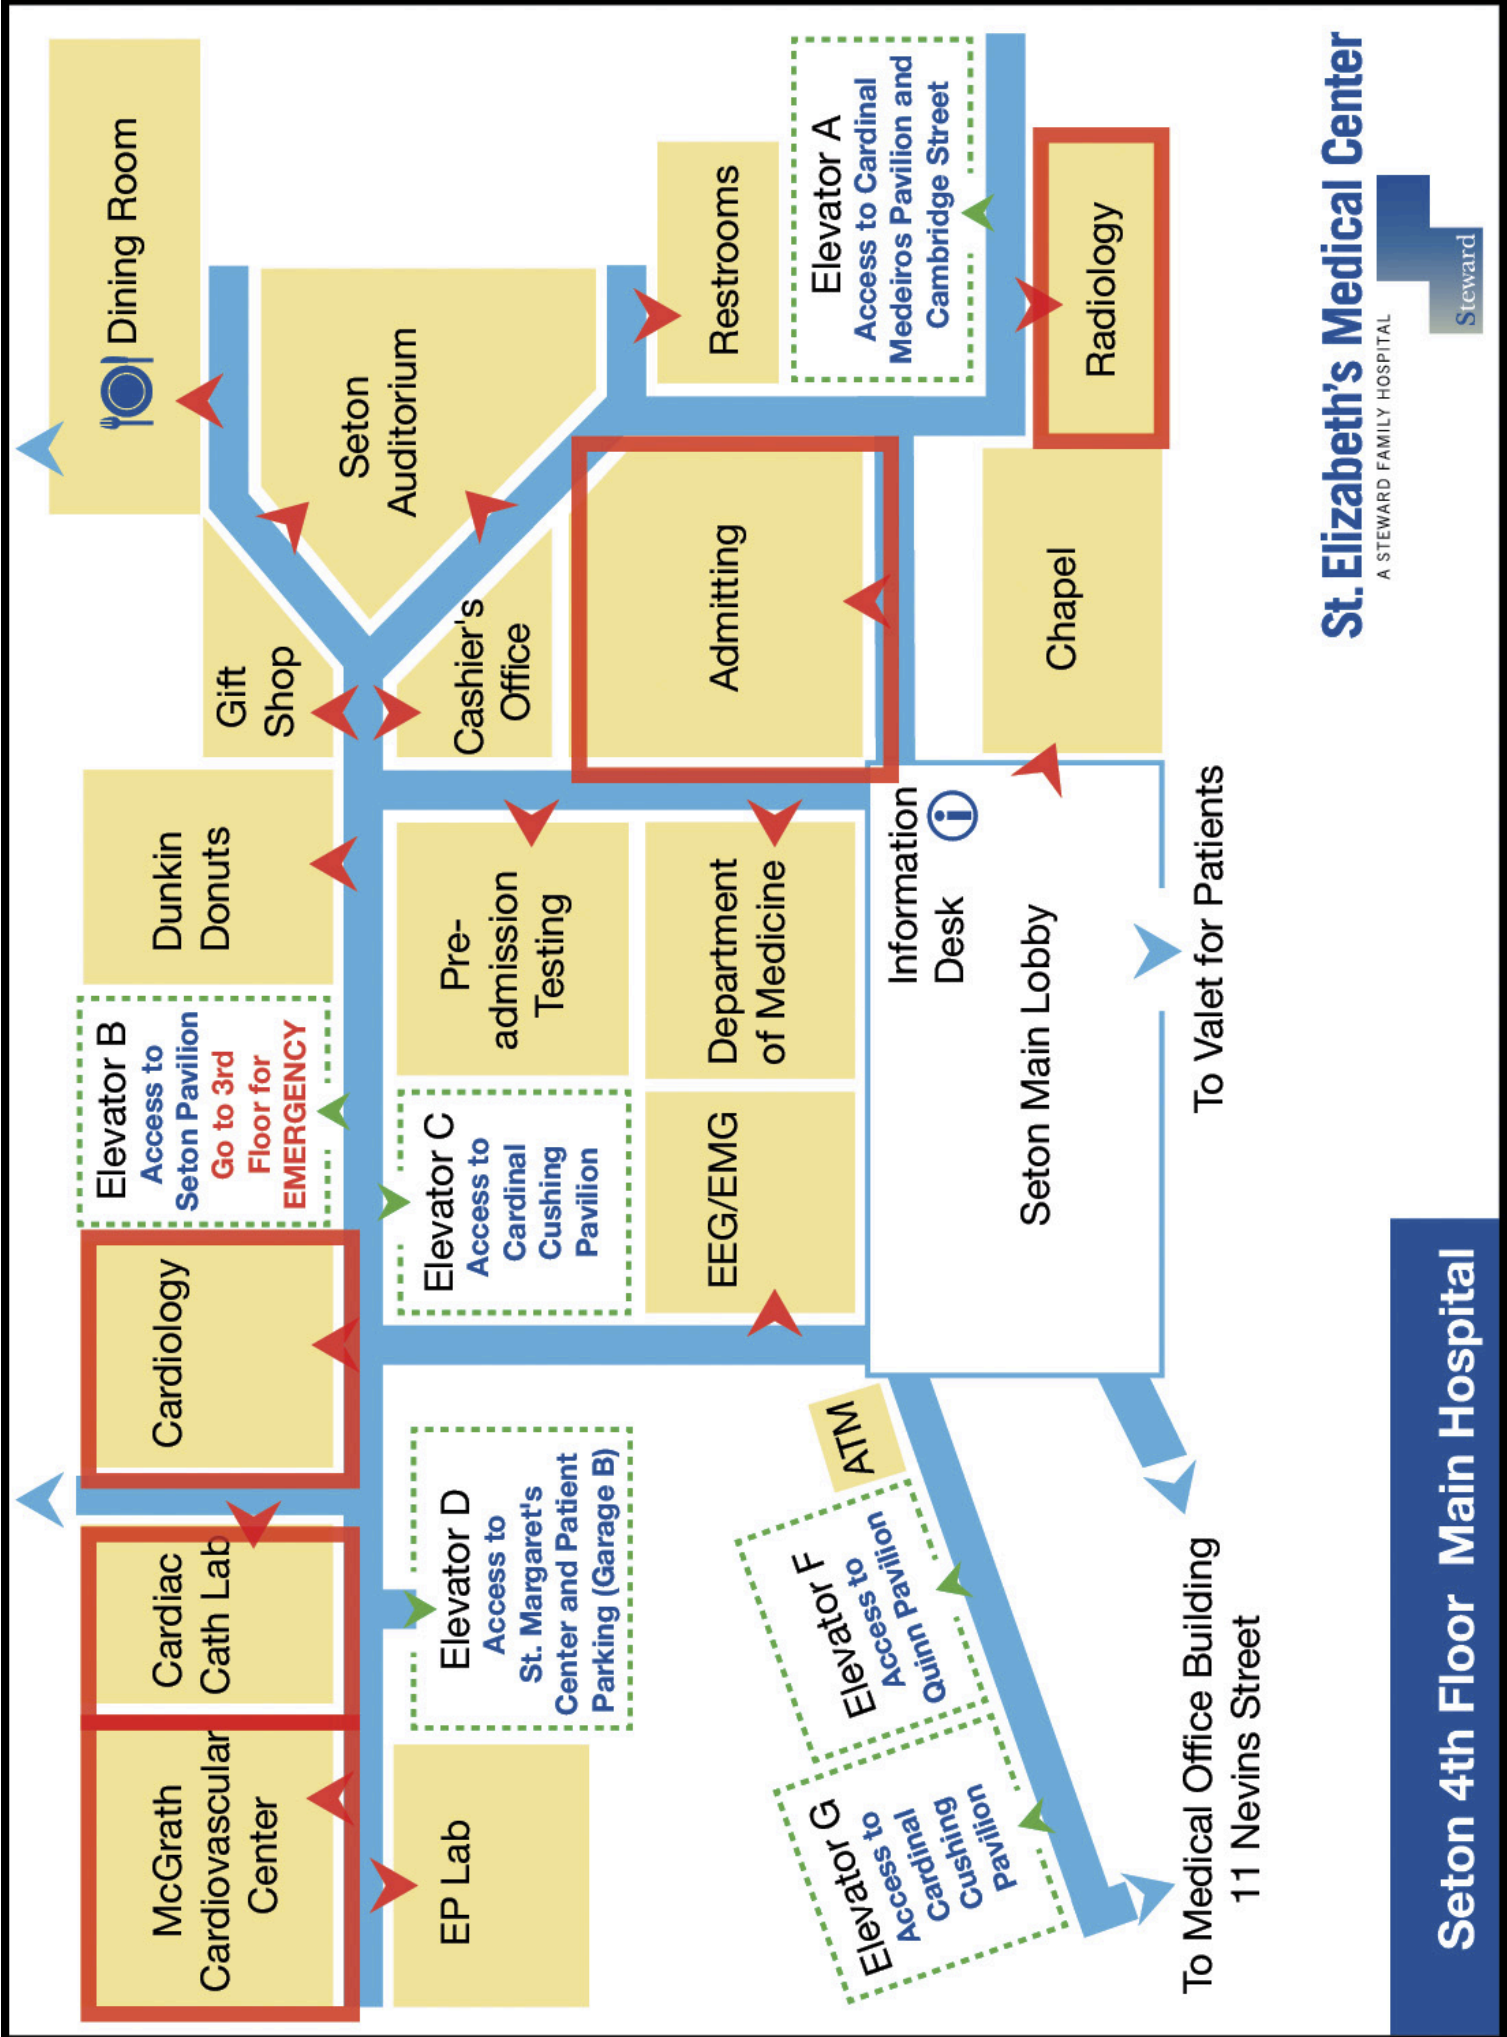 McGrath
Cardiovascular
Center
Cardiac
Cath Lab
Cardiology
Elevator B
Access to
Seton Pavilion
Go to 3rd
Floor for
EMERGENCY
Dunkin
Donuts
Gift
Shop
Dining Room
Seton
Auditorium
EP Lab
Elevator D
Access to
St. Margaret's
Center and Patient
Parking (Garage B)
Elevator C
Access to
Cardinal
Cushing
Pavilion
Pre-
admission
Testing
Cashier's
Office
EEG/EMG
Department
of Medicine
Admitting
Restrooms
Elevator A
Access to Cardinal
Medeiros Pavilion and
Cambridge Street
Elevator G
Access to
Cardinal
Cushing
Pavilion
Elevator F
Access to
Quinn Pavilion
ATM
Information
Desk
i
Seton Main Lobby
Chapel
Radiology
To Medical Office Building
11 Nevins Street
To Valet for Patients
Seton 4th Floor Main Hospital
St. Elizabeth's Medical Center
A STEWARD FAMILY HOSPITAL
Steward